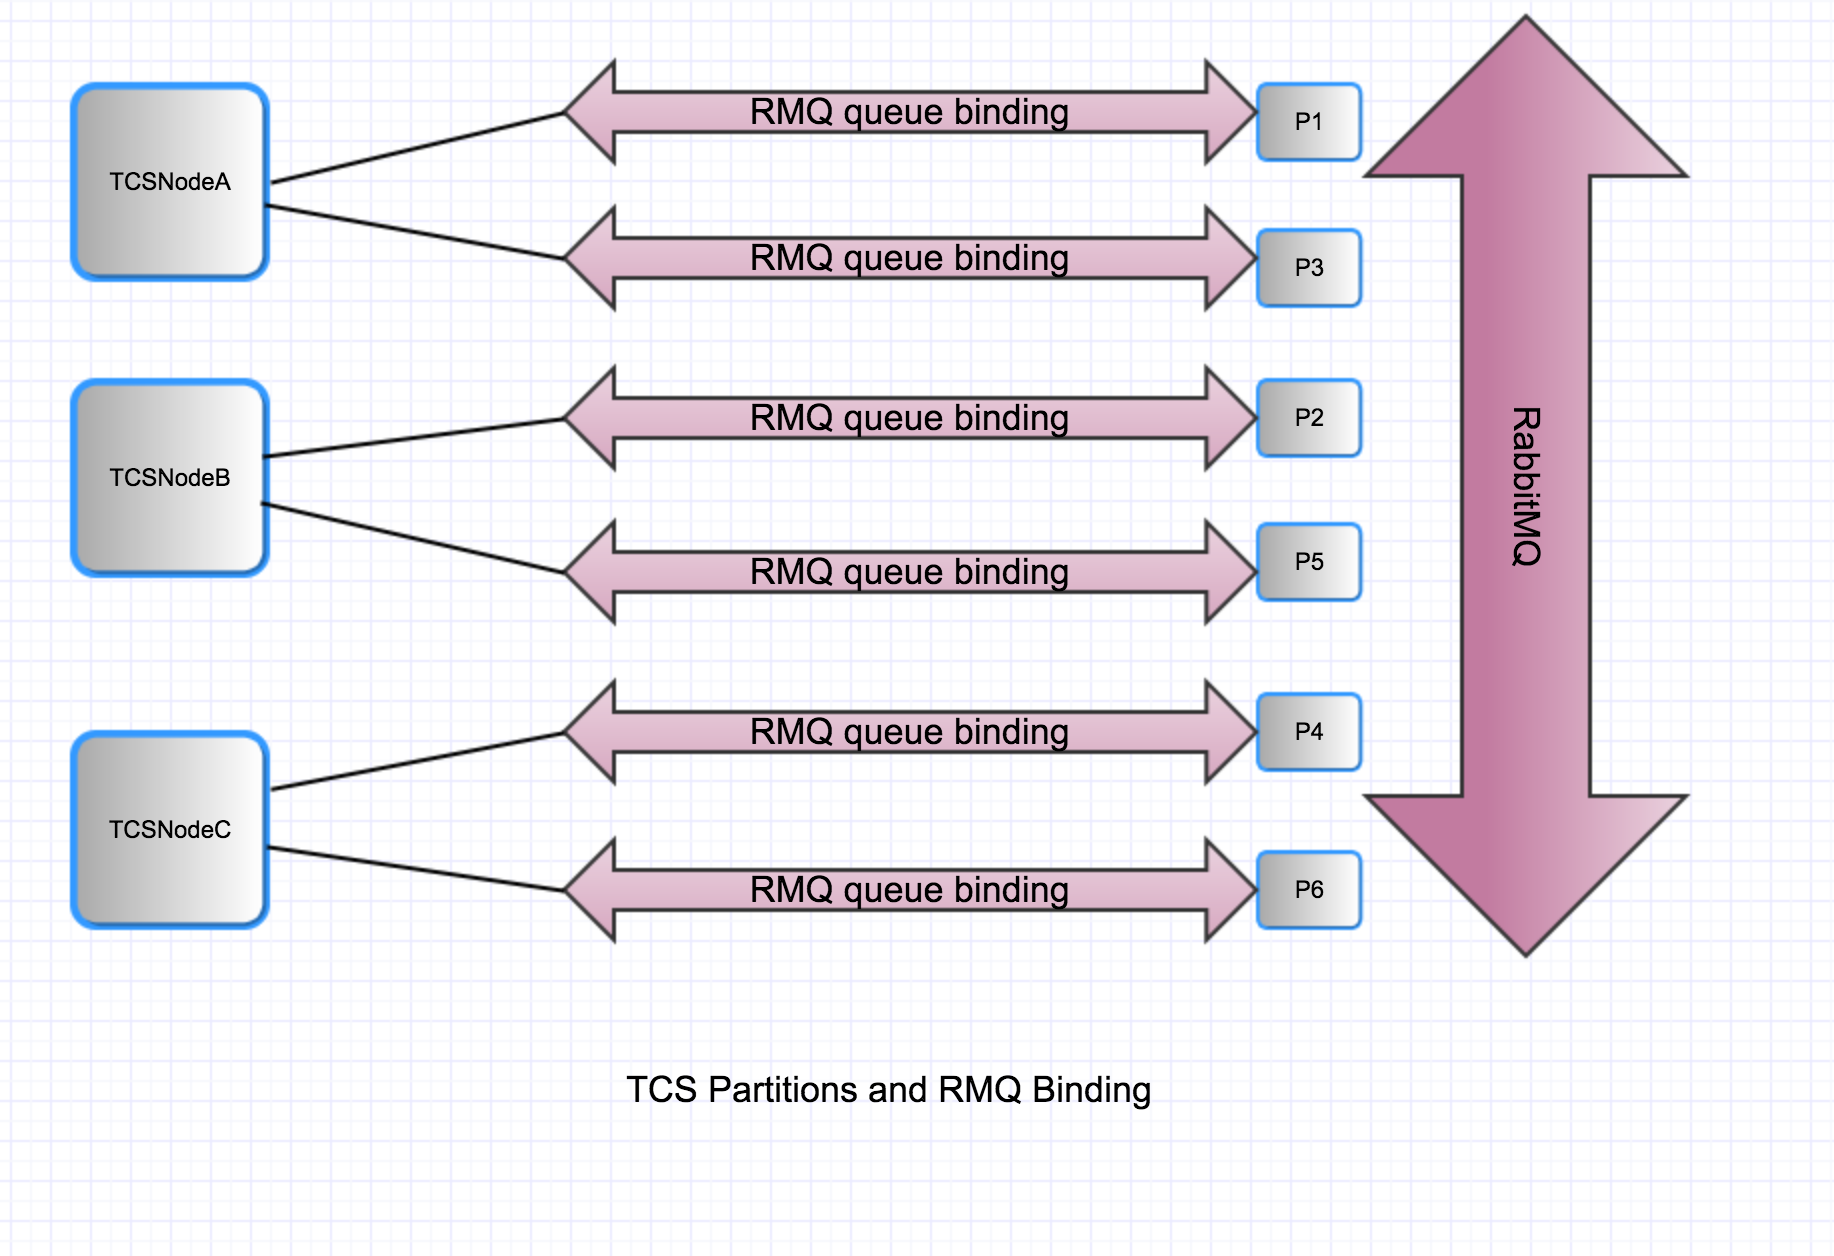 TCSNodeA
RMQ queue binding
P1
RMQ queue binding
P3
TCSNodeB
RMQ queue binding
P2
RMQ queue binding
P5
TCSNodeC
RMQ queue binding
P4
RMQ queue binding
P6
RabbitMQ
TCS Partitions and RMQ Binding